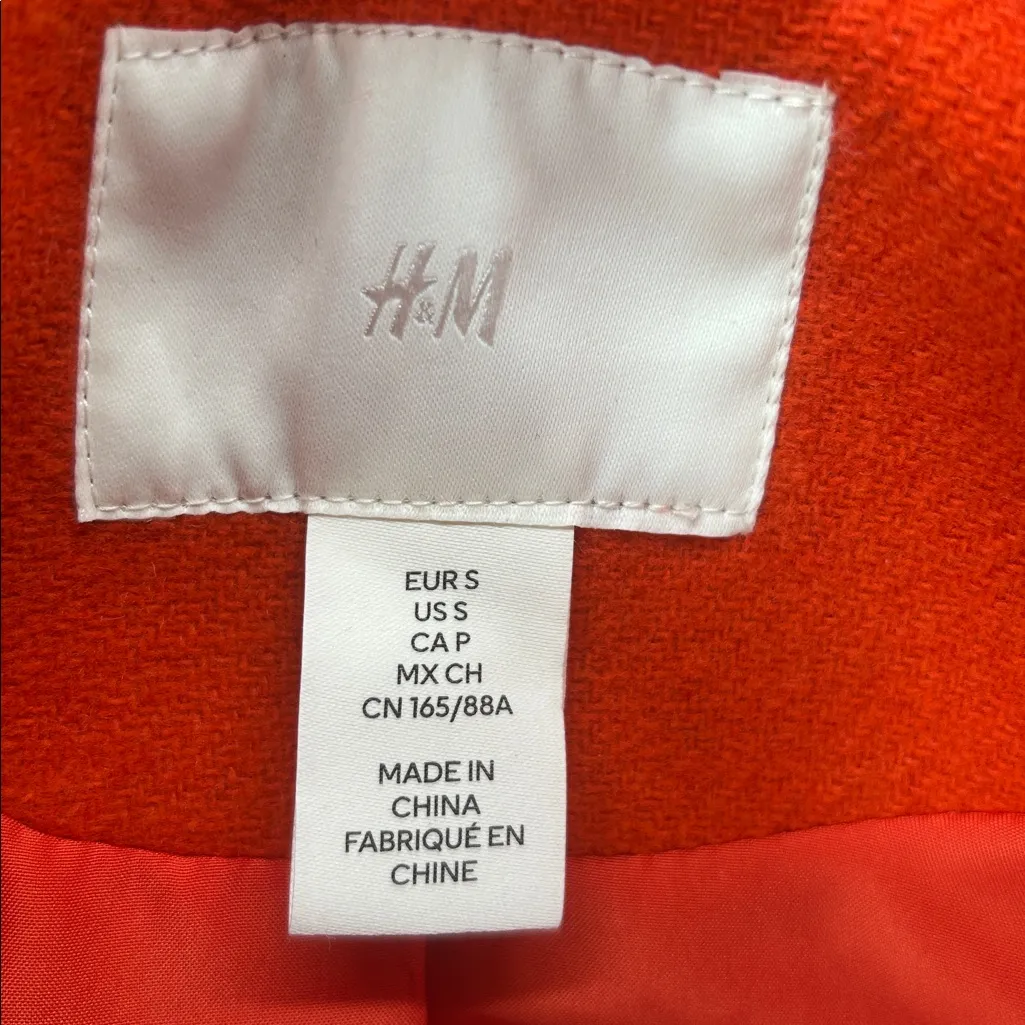 H&M
EUR S
US S
CA P
MX CH
CN 165/88A
MADE IN
CHINA
FABRIQUÉ EN
CHINE